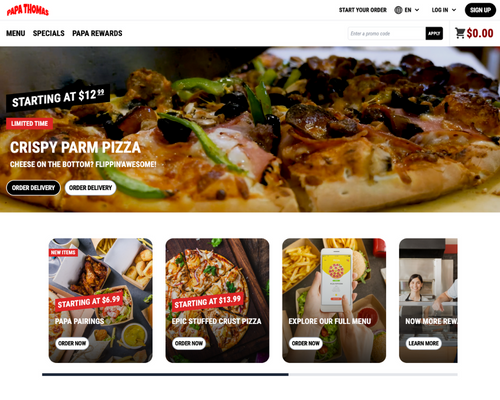 PAPA THOMAS
START YOUR ORDER
EN
LOG IN
SIGN UP
MENU
SPECIALS
PAPA REWARDS
Enter a promo code
APPLY
$0.00
STARTING AT $12.99
LIMITED TIME
CRISPY PARM PIZZA
CHEESE ON THE BOTTOM? FLIPPIN'AWESOME!
ORDER DELIVERY
ORDER DELIVERY
NEW ITEMS
STARTING AT $6.99
PAPA PAIRINGS
ORDER NOW
STARTING AT $13.99
EPIC STUFFED CRUST PIZZA
ORDER NOW
EXPLORE OUR FULL MENU
ORDER NOW
NOW MORE REW
LEARN MORE